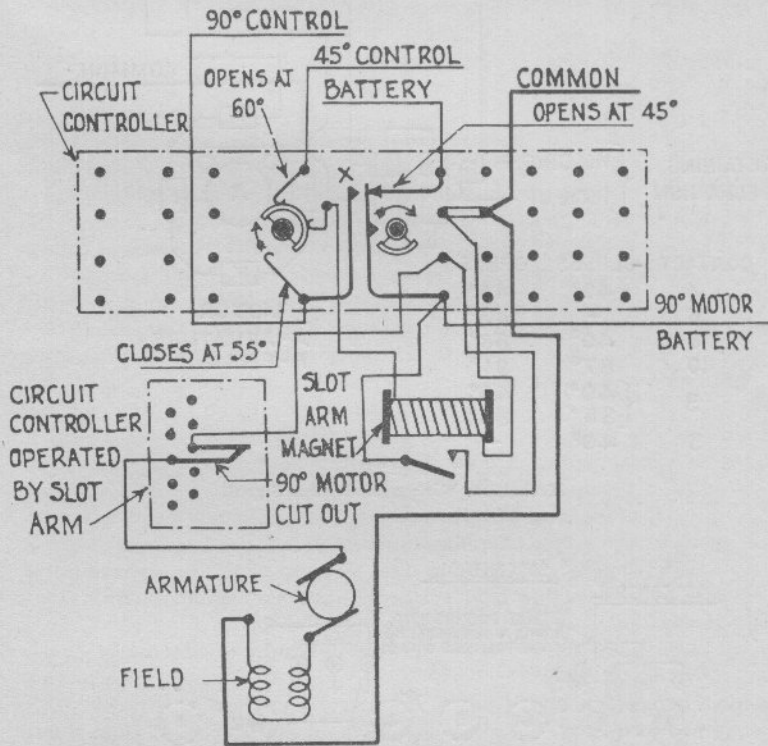 90° CONTROL
45° CONTROL
OPENS AT
60°
BATTERY
COMMON
OPENS AT 45°
CIRCUIT
CONTROLLER
X
90° MOTOR
BATTERY
CLOSES AT 55°
CIRCUIT
CONTROLLER
OPERATED
BY SLOT
ARM
SLOT
ARM
MAGNET
90° MOTOR
CUT OUT
ARMATURE
FIELD